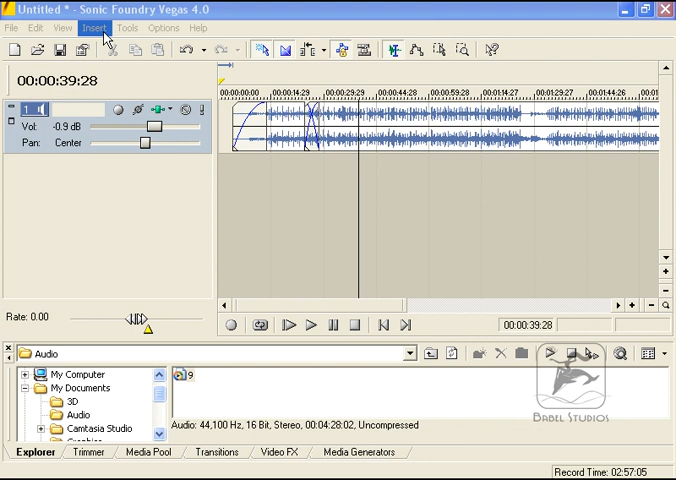 Untitled * - Sonic Foundry Vegas 4.0
File Edit View Insert Tools Options Help
00:00:39:28
00:00:00:00 00:00:14:29 00:00:29:29 00:00:44:28 00:00:59:28 00:01:14:27 00:01:29:27 00:01:44:26 00:01
1
Vol: -0.9 dB
Pan: Center
Rate: 0.00
00:00:39:28
Audio
My Computer
My Documents
3D
Audio
Camtasia Studio
9
Audio: 44,100 Hz, 16 Bit, Stereo, 00:04:28:02, Uncompressed
Babel Studios
Explorer Trimmer Media Pool Transitions Video FX Media Generators
Record Time: 02:57:05